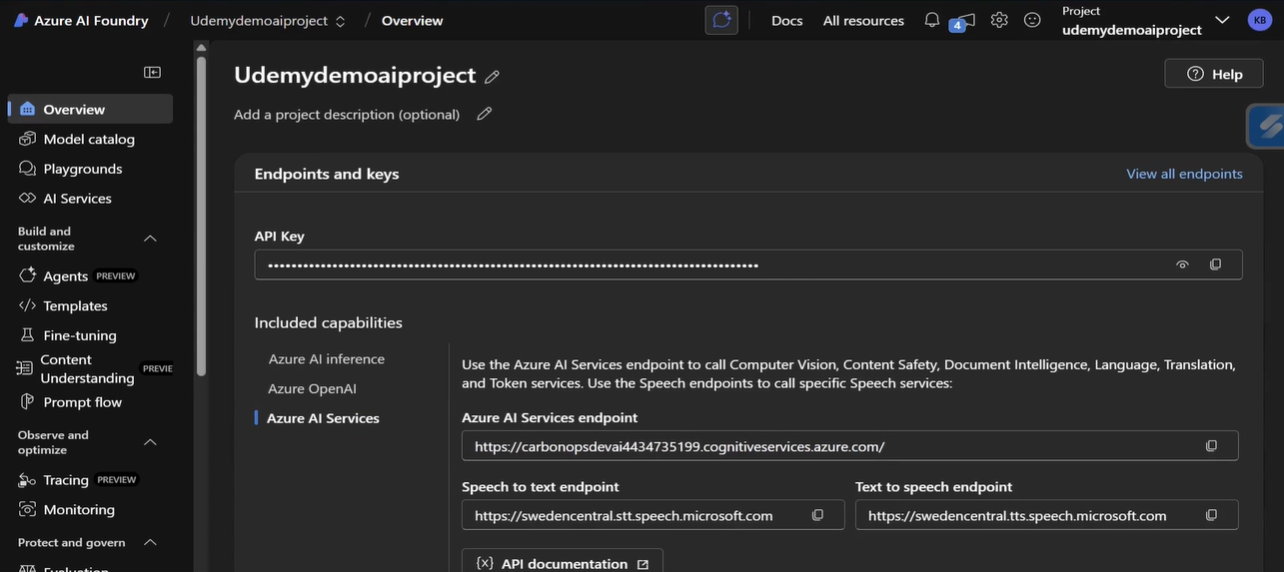 Azure AI Foundry / Udemydemoaiproject / Overview
Docs All resources 4 Project
udemydemoaiproject KB
Udemydemoaiproject
Help
Add a project description (optional)
Overview
Model catalog
Playgrounds
AI Services
Build and
customize
Agents PREVIEW
Templates
Fine-tuning
Content
Understanding PREVIE
Prompt flow
Observe and
optimize
Tracing PREVIEW
Monitoring
Protect and govern
Evaluation
Endpoints and keys
View all endpoints
API Key
Included capabilities
Azure AI inference
Azure OpenAI
Azure AI Services
Use the Azure AI Services endpoint to call Computer Vision, Content Safety, Document Intelligence, Language, Translation,
and Token services. Use the Speech endpoints to call specific Speech services:
Azure AI Services endpoint
https://carbonopsdevai4434735199.cognitiveservices.azure.com/
Speech to text endpoint
https://swedencentral.stt.speech.microsoft.com
Text to speech endpoint
https://swedencentral.tts.speech.microsoft.com
{x} API documentation